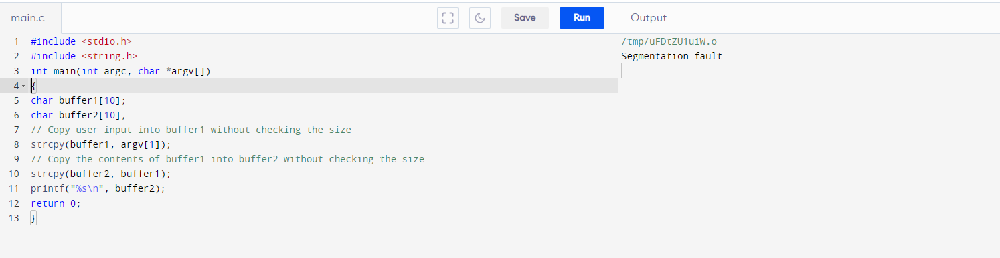 main.c
Save
Run
Output
1 #include <stdio.h>
2 #include <string.h>
3 int main(int argc, char *argv[])
4 {
5 char buffer1[10];
6 char buffer2[10];
7 // Copy user input into buffer1 without checking the size
8 strcpy(buffer1, argv[1]);
9 // Copy the contents of buffer1 into buffer2 without checking the size
10 strcpy(buffer2, buffer1);
11 printf("%s\n", buffer2);
12 return 0;
13 }
/tmp/uFDtZU1uiW.o
Segmentation fault